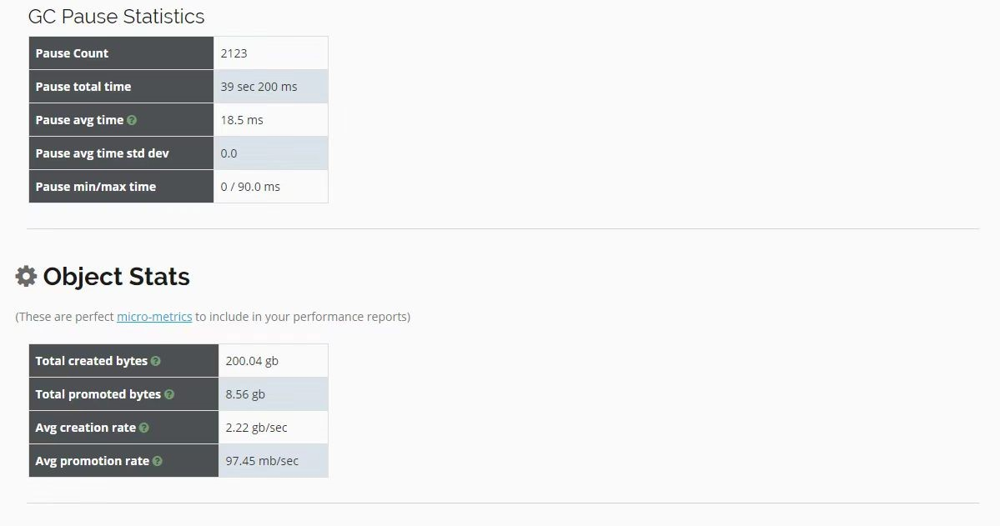 GC Pause Statistics
Pause Count 2123
Pause total time 39 sec 200 ms
Pause avg time 18.5 ms
Pause avg time std dev 0.0
Pause min/max time 0 / 90.0 ms
Object Stats
(These are perfect micro-metrics to include in your performance reports)
Total created bytes 200.04 gb
Total promoted bytes 8.56 gb
Avg creation rate 2.22 gb/sec
Avg promotion rate 97.45 mb/sec